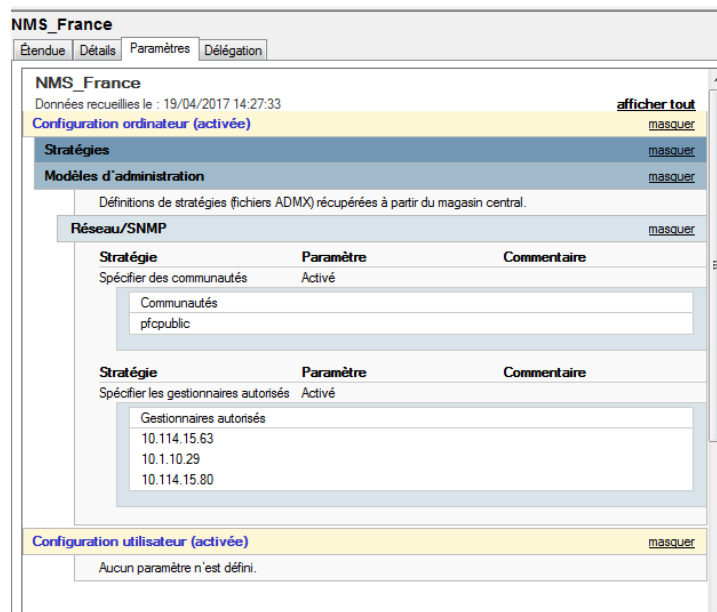 NMS_France
Étendue Détails Paramètres Délégation
NMS_France
Données recueillies le : 19/04/2017 14:27:33 afficher tout
Configuration ordinateur (activée) masquer
Stratégies masquer
Modèles d'administration masquer
Définitions de stratégies (fichiers ADMX) récupérées à partir du magasin central.
Réseau/SNMP masquer
Stratégie Paramètre Commentaire
Spécifier des communautés Activé
Communautés
pfcpublic
Stratégie Paramètre Commentaire
Spécifier les gestionnaires autorisés Activé
Gestionnaires autorisés
10.114.15.63
10.1.10.29
10.114.15.80
Configuration utilisateur (activée) masquer
Aucun paramètre n'est défini.